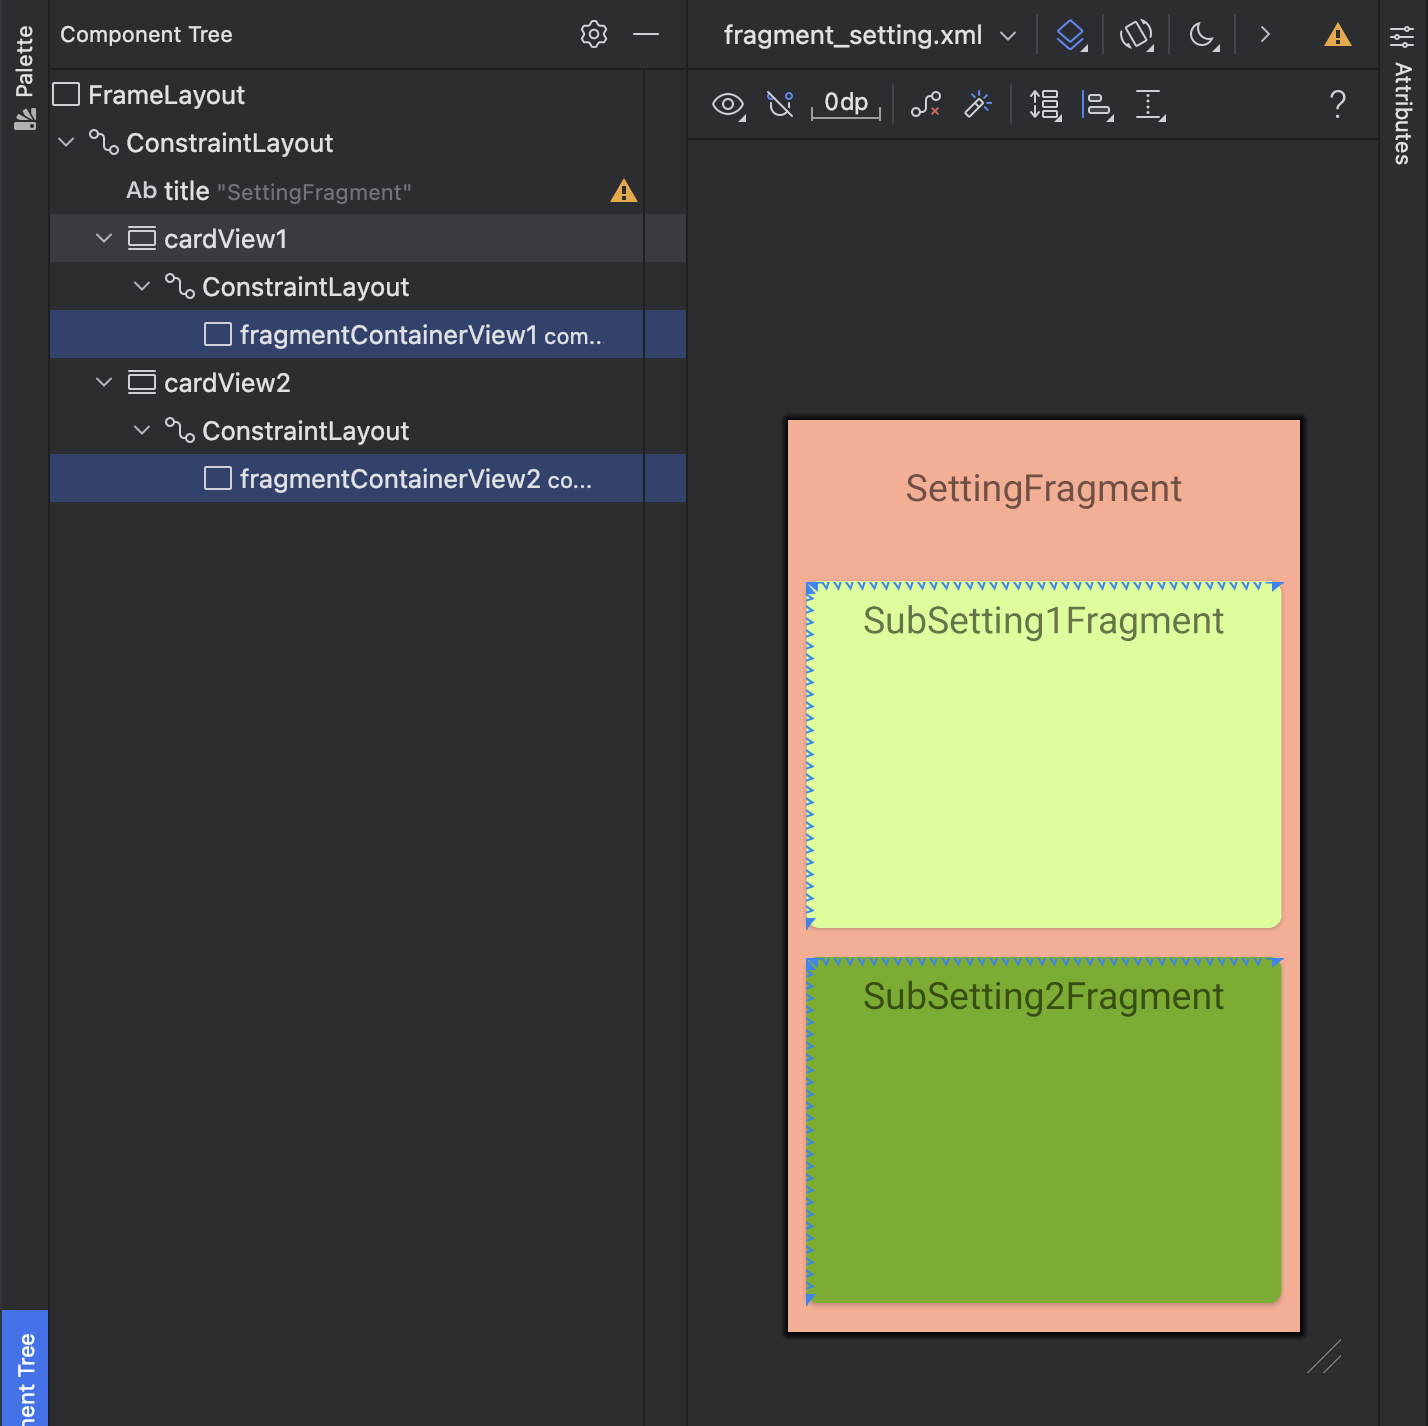 Palette
Component Tree
FrameLayout
ConstraintLayout
Ab title "SettingFragment"
cardView1
ConstraintLayout
fragmentContainerView1 com...
cardView2
ConstraintLayout
fragmentContainerView2 co...
nent Tree
fragment_setting.xml
0dp
?
SettingFragment
SubSetting1Fragment
SubSetting2Fragment
Attributes